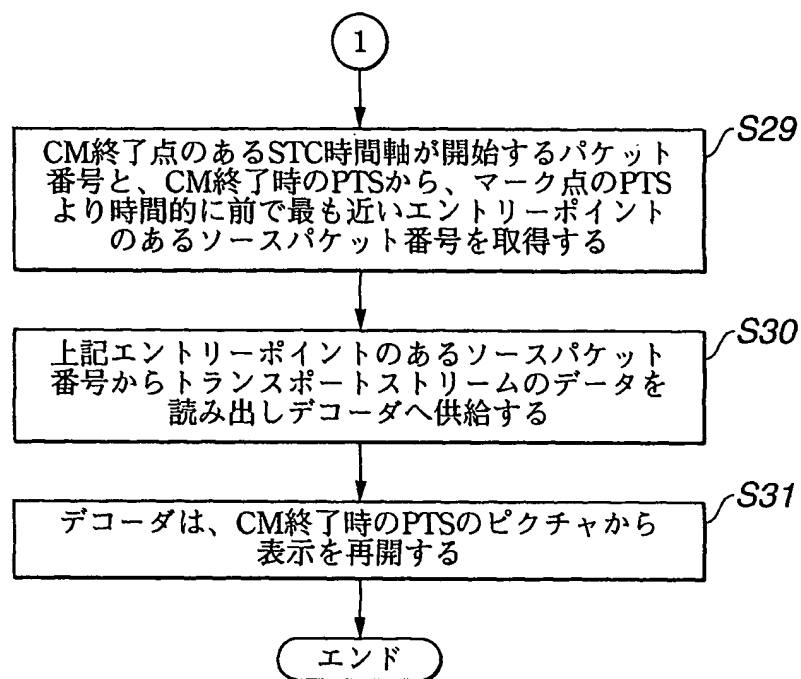 1
S29
CM終了点のあるSTC時間軸が開始するパケット
番号と、CM終了時のPTSから、マーク点のPTS
より時間的に前で最も近いエントリーポイント
のあるソースパケット番号を取得する
S30
上記エントリーポイントのあるソースパケット
番号からトランスポートストリームのデータを
読み出しデコーダへ供給する
S31
デコーダは、CM終了時のPTSのピクチャから
表示を再開する
エンド